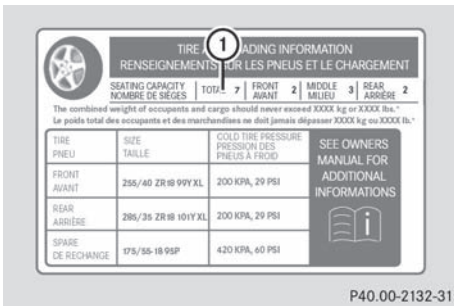 1
TIRE A ADING INFORMATION
RENSEIGNEMENTS SUR LES PNEUS ET LE CHARGEMENT
SEATING CAPACITY TOTAL 7 FRONT 2 MIDDLE 3 REAR 2
NOMBRE DE SIÈGES AVANT MILIEU ARRIÈRE
The combined weight of occupants and cargo should never exceed XXXX kg or XXXX lbs.*
Le poids total des occupants et des marchandises ne doit jamais dépasser XXXX kg ou XXXX lb.*
TIRE
PNEU
SIZE
TAILLE
COLD TIRE PRESSURE
PRESSION DES
PNEUS À FROID
SEE OWNERS
MANUAL FOR
ADDITIONAL
INFORMATIONS
FRONT
AVANT
255/40 ZR 18 99Y XL
200 KPA, 29 PSI
REAR
ARRIÈRE
285/35 ZR 18 101Y XL
200 KPA, 29 PSI
SPARE
DE RECHANGE
175/55-18 95P
420 KPA, 60 PSI
i
P40.00-2132-31